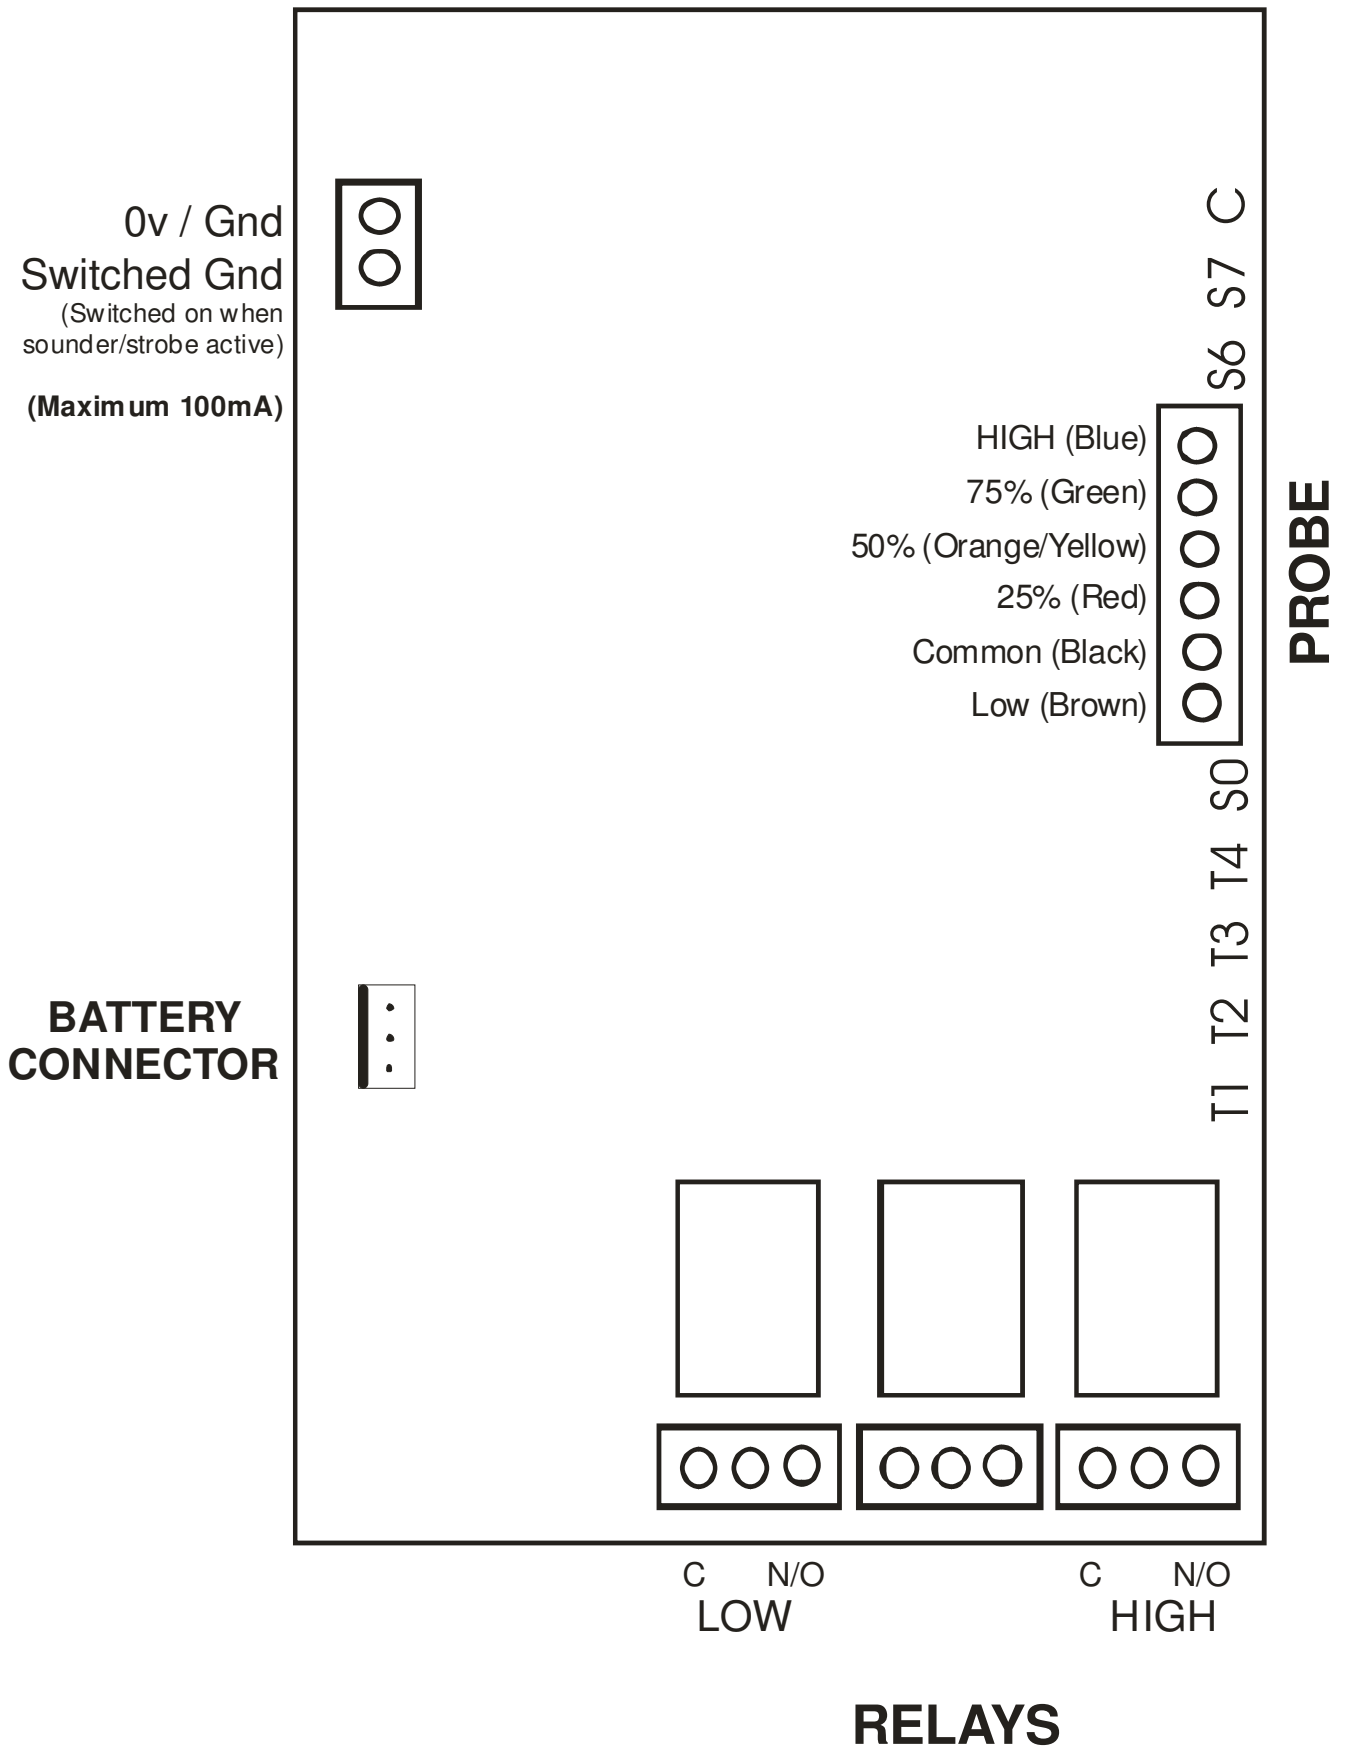 0v / Gnd
Switched Gnd
(Switched on when
sounder/strobe active)
(Maximum 100mA)
C
S7
S6
HIGH (Blue)
75% (Green)
50% (Orange/Yellow)
25% (Red)
Common (Black)
Low (Brown)
PROBE
S0
T4
T3
T2
T1
BATTERY
CONNECTOR
C N/O
LOW
C N/O
HIGH
RELAYS